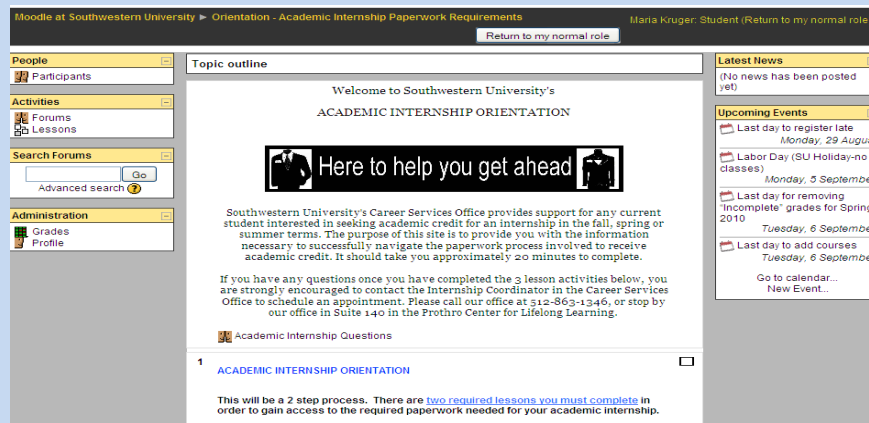 Moodle at Southwestern University ► Orientation - Academic Internship Paperwork Requirements
Maria Kruger: Student (Return to my normal role
Return to my normal role
People
Participants
Activities
Forums
Lessons
Search Forums
Go
Advanced search ?
Administration
Grades
Profile
Topic outline
Welcome to Southwestern University's
ACADEMIC INTERNSHIP ORIENTATION
Here to help you get ahead
Southwestern University's Career Services Office provides support for any current
student interested in seeking academic credit for an internship in the fall, spring or
summer terms. The purpose of this site is to provide you with the information
necessary to successfully navigate the paperwork process involved to receive
academic credit. It should take you approximately 20 minutes to complete.
If you have any questions once you have completed the 3 lesson activities below, you
are strongly encouraged to contact the Internship Coordinator in the Career Services
Office to schedule an appointment. Please call our office at 512-863-1346, or stop by
our office in Suite 140 in the Prothro Center for Lifelong Learning.
Academic Internship Questions
1
ACADEMIC INTERNSHIP ORIENTATION
This will be a 2 step process. There are two required lessons you must complete in
order to gain access to the required paperwork needed for your academic internship.
Latest News
(No news has been posted
yet)
Upcoming Events
Last day to register late
Monday, 29 Augus
Labor Day (SU Holiday-no
classes)
Monday, 5 Septembe
Last day for removing
"Incomplete" grades for Spring
2010
Tuesday, 6 Septembe
Last day to add courses
Tuesday, 6 Septembe
Go to calendar...
New Event...